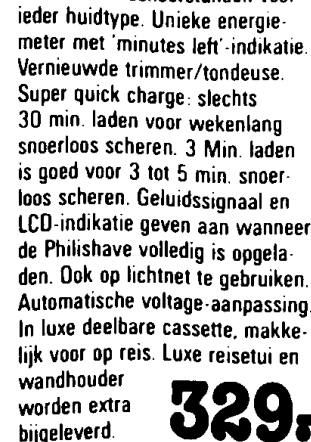 ieder huidtype. Unieke energie-
meter met 'minutes left'-indikatie.
Vernieuwde trimmer/tondeuse.
Super quick charge: slechts
30 min. laden voor wekenlang
snoerloos scheren. 3 Min. laden
is goed voor 3 tot 5 min. snoer-
loos scheren. Geluidssignaal en
LCD-indikatie geven aan wanneer
de Philishave volledig is opgela-
den. Ook op lichtnet te gebruiken.
Automatische voltage-aanpassing.
In luxe deelbare cassette, makke-
lijk voor op reis. Luxe reisetui en
wandhouder
worden extra
bijgeleverd.
329: